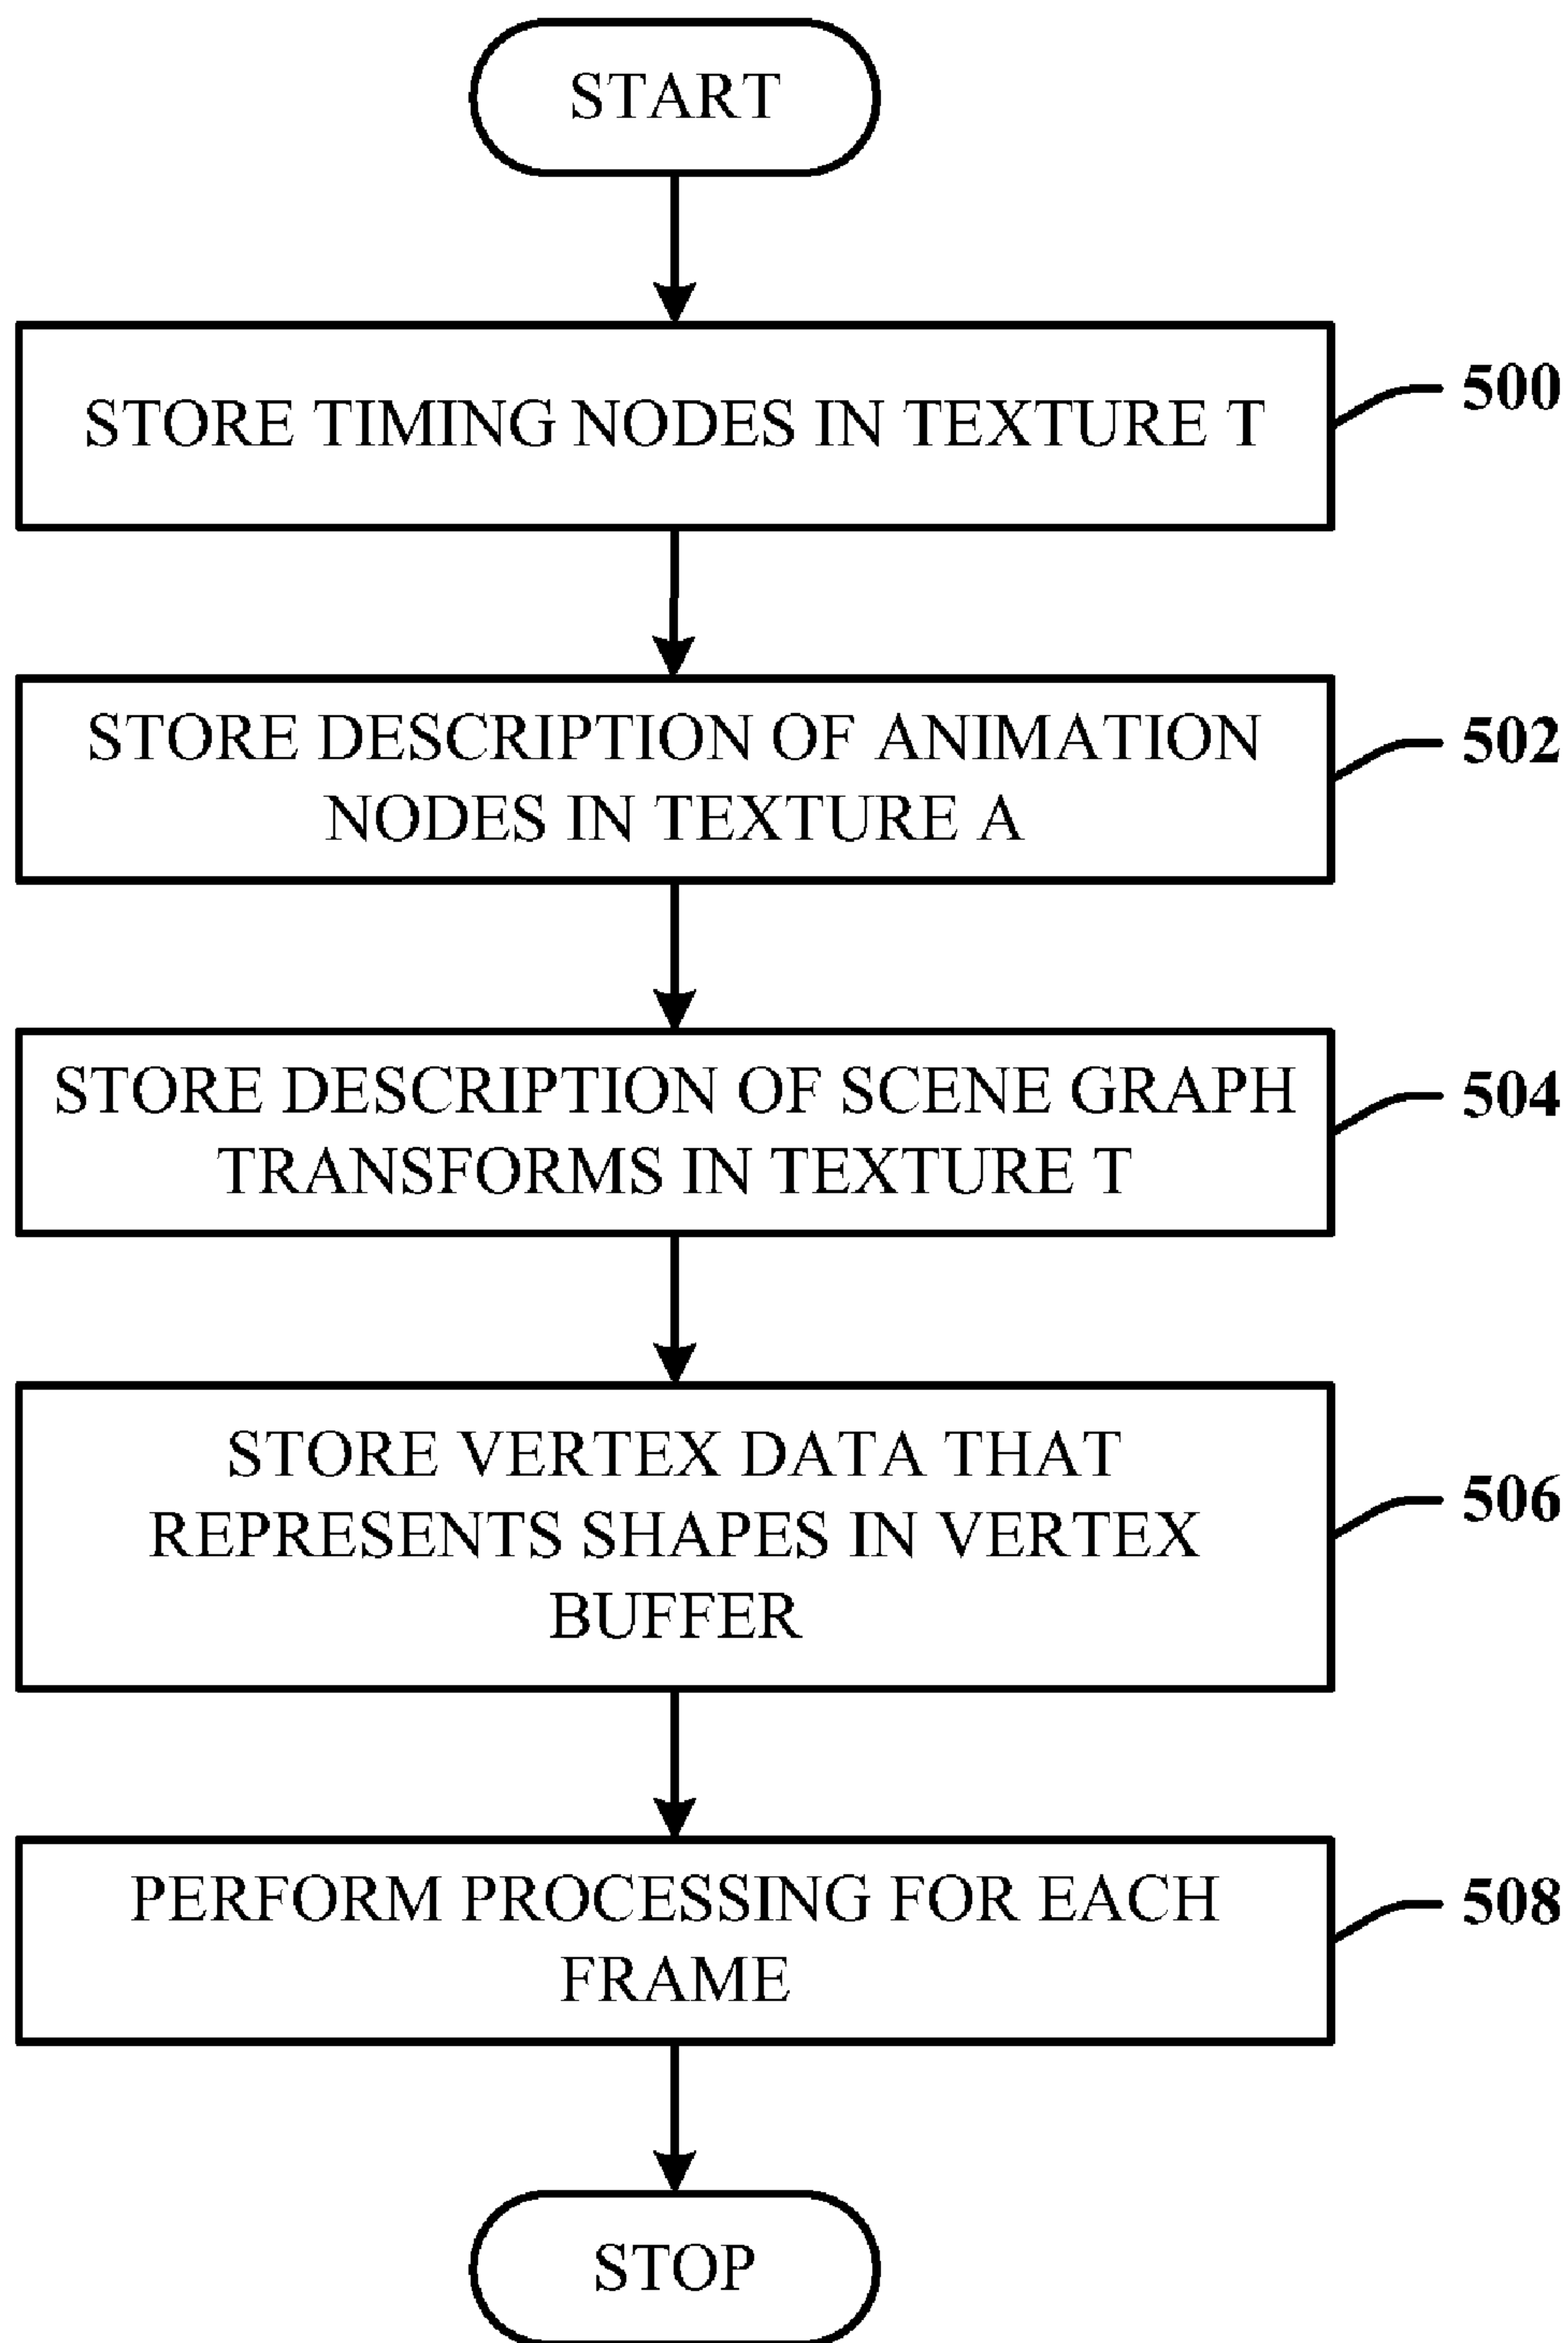 START
STORE TIMING NODES IN TEXTURE T
500
STORE DESCRIPTION OF ANIMATION
NODES IN TEXTURE A
502
STORE DESCRIPTION OF SCENE GRAPH
TRANSFORMS IN TEXTURE T
504
STORE VERTEX DATA THAT
REPRESENTS SHAPES IN VERTEX
BUFFER
506
PERFORM PROCESSING FOR EACH
FRAME
508
STOP